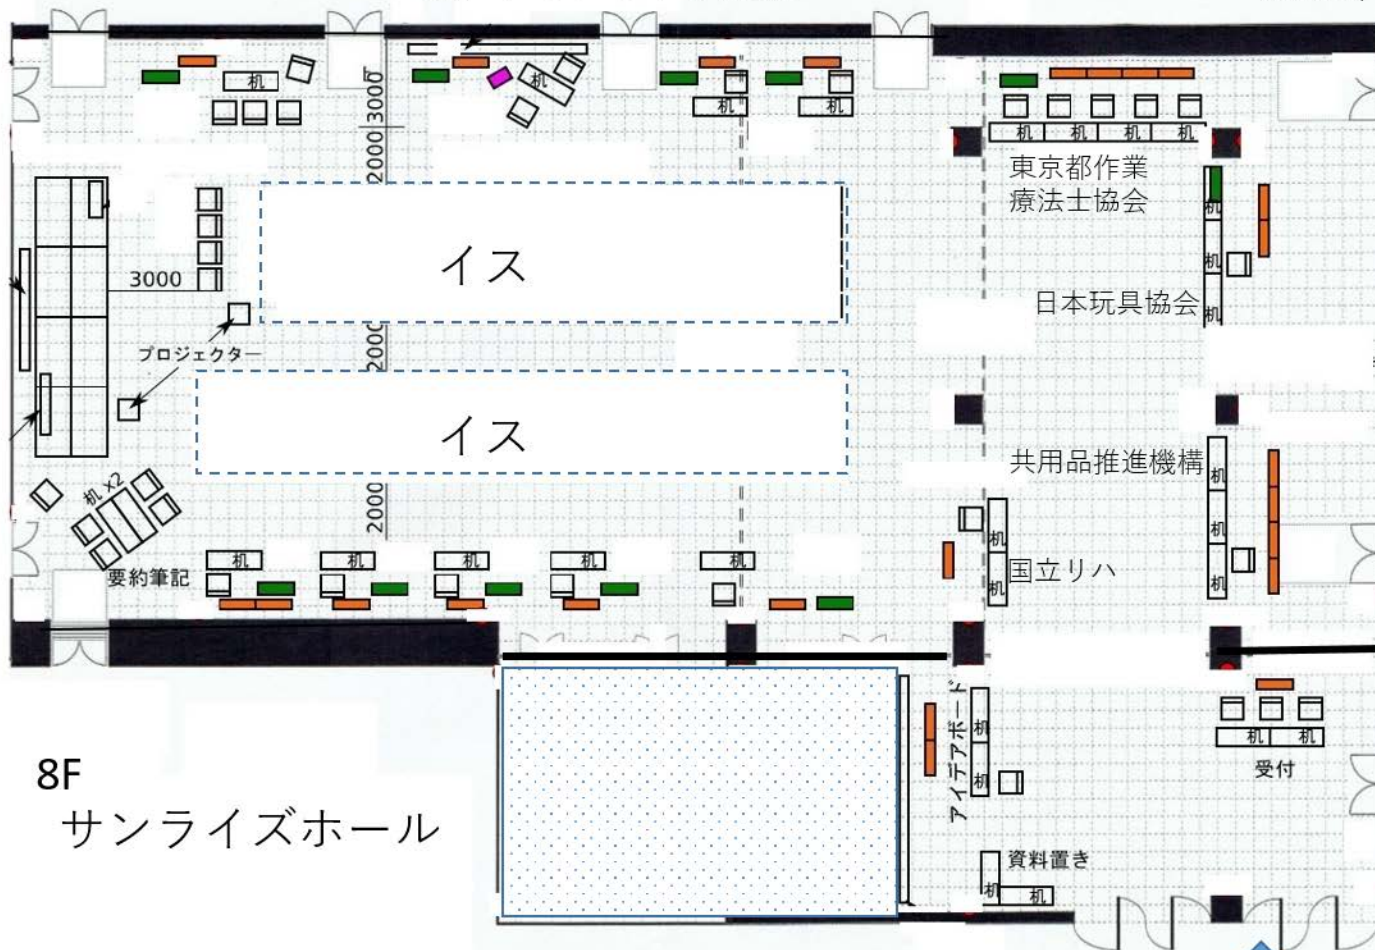 机
3000
机
机
机
机
机
机
机
2000
東京都作業
療法士協会
机
イス
3000
机
日本玩具協会
机
プロジェクター
2000
イス
共用品推進機構
机
机 x2
2000
机
机
国立リハ
机
机
要約筆記
机
机
机
机
机
アイデアボード
机
机
机
机
受付
8F
サンライズホール
資料置き
机
机